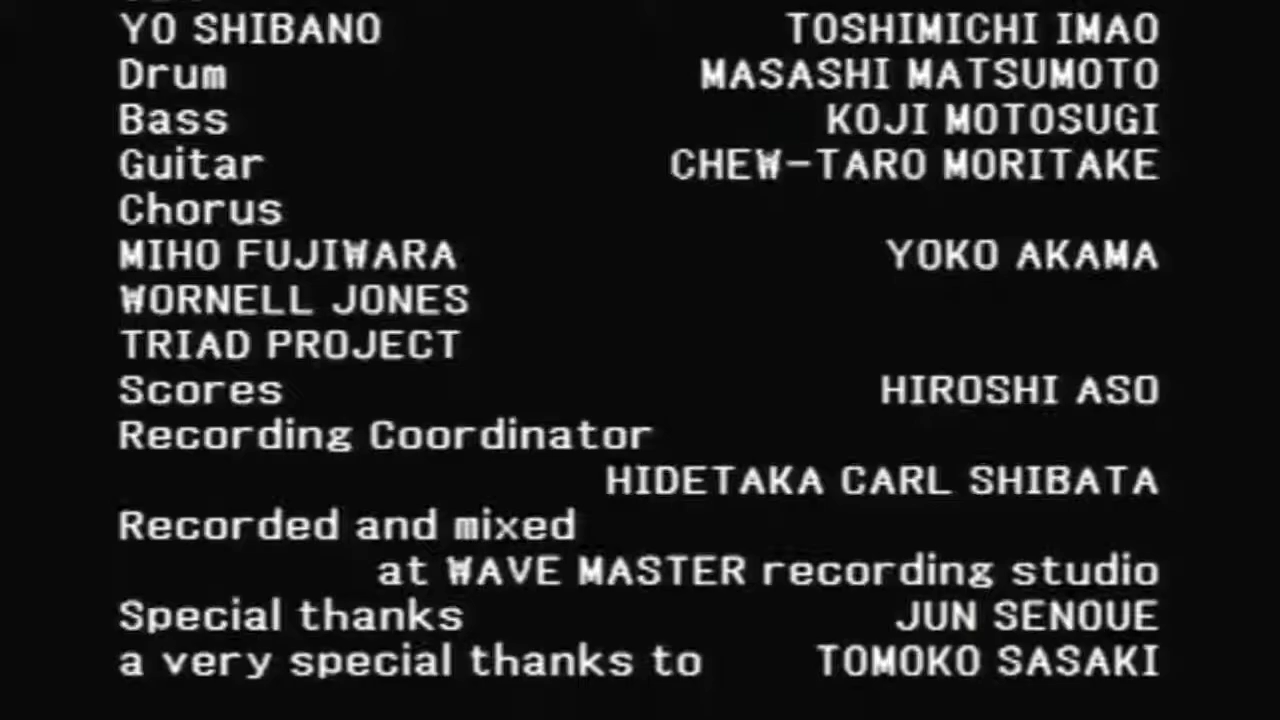 YO SHIBANO TOSHIMICHI IMAO
Drum MASASHI MATSUMOTO
Bass KOJI MOTOSUGI
Guitar CHEW-TARO MORITAKE
Chorus
MIHO FUJIWARA YOKO AKAMA
WORNELL JONES
TRIAD PROJECT
Scores HIROSHI ASO
Recording Coordinator
HIDETAKA CARL SHIBATA
Recorded and mixed
at WAVE MASTER recording studio
Special thanks JUN SENOUE
a very special thanks to TOMOKO SASAKI